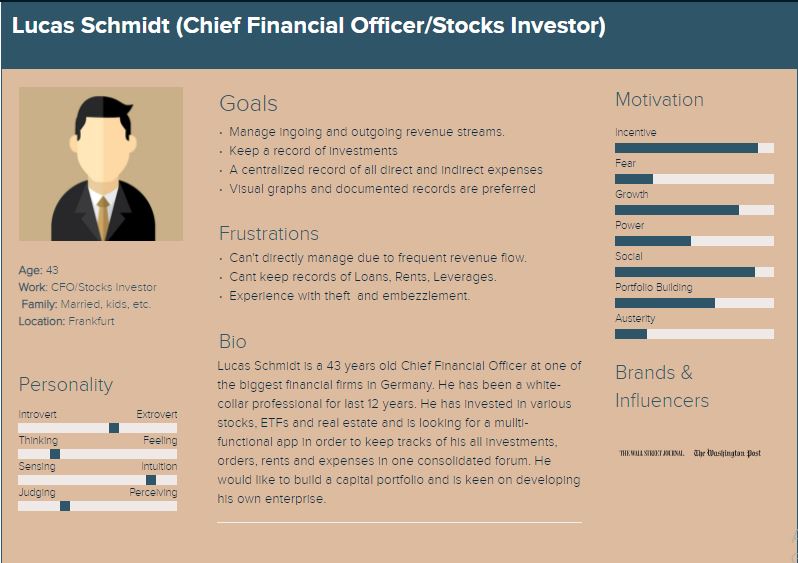 Lucas Schmidt (Chief Financial Officer/Stocks Investor)
Age: 43
Work: CFO/Stocks Investor
Family: Married, kids, etc.
Location: Frankfurt
Personality
Introvert Extrovert
Thinking Feeling
Sensing Intuition
Judging Perceiving
Goals
• Manage ingoing and outgoing revenue streams.
• Keep a record of investments
• A centralized record of all direct and indirect expenses
• Visual graphs and documented records are preferred
Frustrations
• Can't directly manage due to frequent revenue flow.
• Cant keep records of Loans, Rents, Leverages.
• Experience with theft and embezzlement.
Bio
Lucas Schmidt is a 43 years old Chief Financial Officer at one of
the biggest financial firms in Germany. He has been a white-
collar professional for last 12 years. He has invested in various
stocks, ETFs and real estate and is looking for a mullti-
functional app in order to keep tracks of his all investments,
orders, rents and expenses in one consolidated forum. He
would like to build a capital portfolio and is keen on developing
his own enterprise.
Motivation
Incentive
Fear
Growth
Power
Social
Portfolio Building
Austerity
Brands &
Influencers
THE WALL STREET JOURNAL. The Washington Post